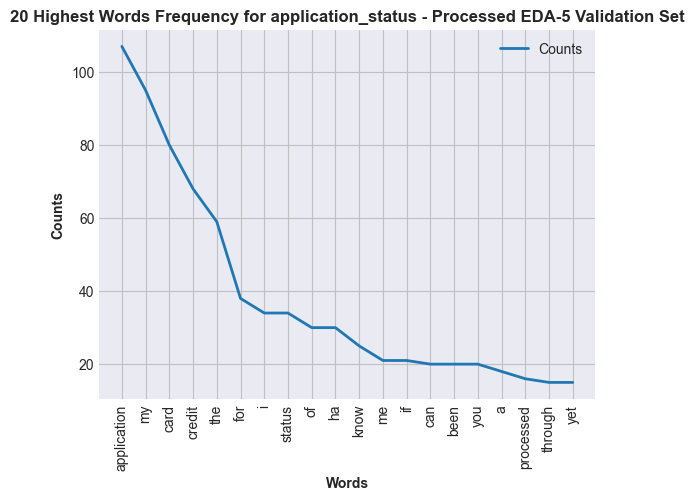 20 Highest Words Frequency for application_status - Processed EDA-5 Validation Set
Counts
100
80
60
40
20
Counts
application
my
card
credit
the
for
i
status
of
ha
know
me
if
can
been
you
a
processed
through
yet
Words